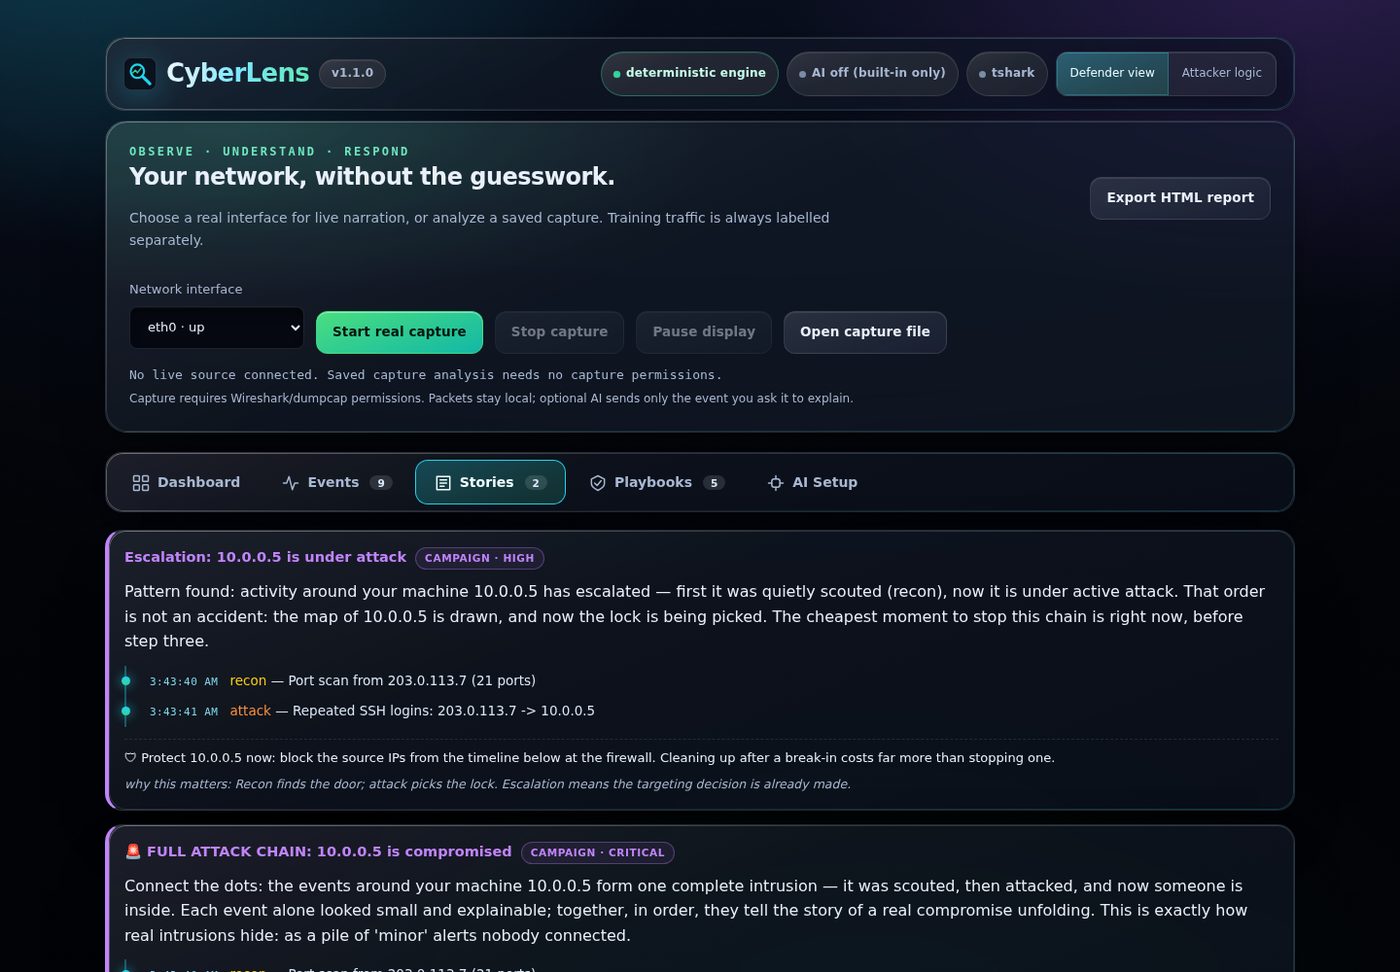 CyberLens v1.1.0 deterministic engine AI off (built-in only) tshark Defender view Attacker logic
OBSERVE · UNDERSTAND · RESPOND
Your network, without the guesswork.
Export HTML report
Choose a real interface for live narration, or analyze a saved capture. Training traffic is always labelled
separately.
Network interface
eth0 · up Start real capture Stop capture Pause display Open capture file
No live source connected. Saved capture analysis needs no capture permissions.
Capture requires Wireshark/dumpcap permissions. Packets stay local; optional AI sends only the event you ask it to explain.
Dashboard Events 9 Stories 2 Playbooks 5 AI Setup
Escalation: 10.0.0.5 is under attack CAMPAIGN · HIGH
Pattern found: activity around your machine 10.0.0.5 has escalated — first it was quietly scouted (recon), now it is under active attack. That order
is not an accident: the map of 10.0.0.5 is drawn, and now the lock is being picked. The cheapest moment to stop this chain is right now, before
step three.
3:43:40 AM recon — Port scan from 203.0.113.7 (21 ports)
3:43:41 AM attack — Repeated SSH logins: 203.0.113.7 -> 10.0.0.5
🛡 Protect 10.0.0.5 now: block the source IPs from the timeline below at the firewall. Cleaning up after a break-in costs far more than stopping one.
why this matters: Recon finds the door; attack picks the lock. Escalation means the targeting decision is already made.
🚨 FULL ATTACK CHAIN: 10.0.0.5 is compromised CAMPAIGN · CRITICAL
Connect the dots: the events around your machine 10.0.0.5 form one complete intrusion — it was scouted, then attacked, and now someone is
inside. Each event alone looked small and explainable; together, in order, they tell the story of a real compromise unfolding. This is exactly how
real intrusions hide: as a pile of 'minor' alerts nobody connected.
recon — Port scan from 203.0.113.7 (21 ports)